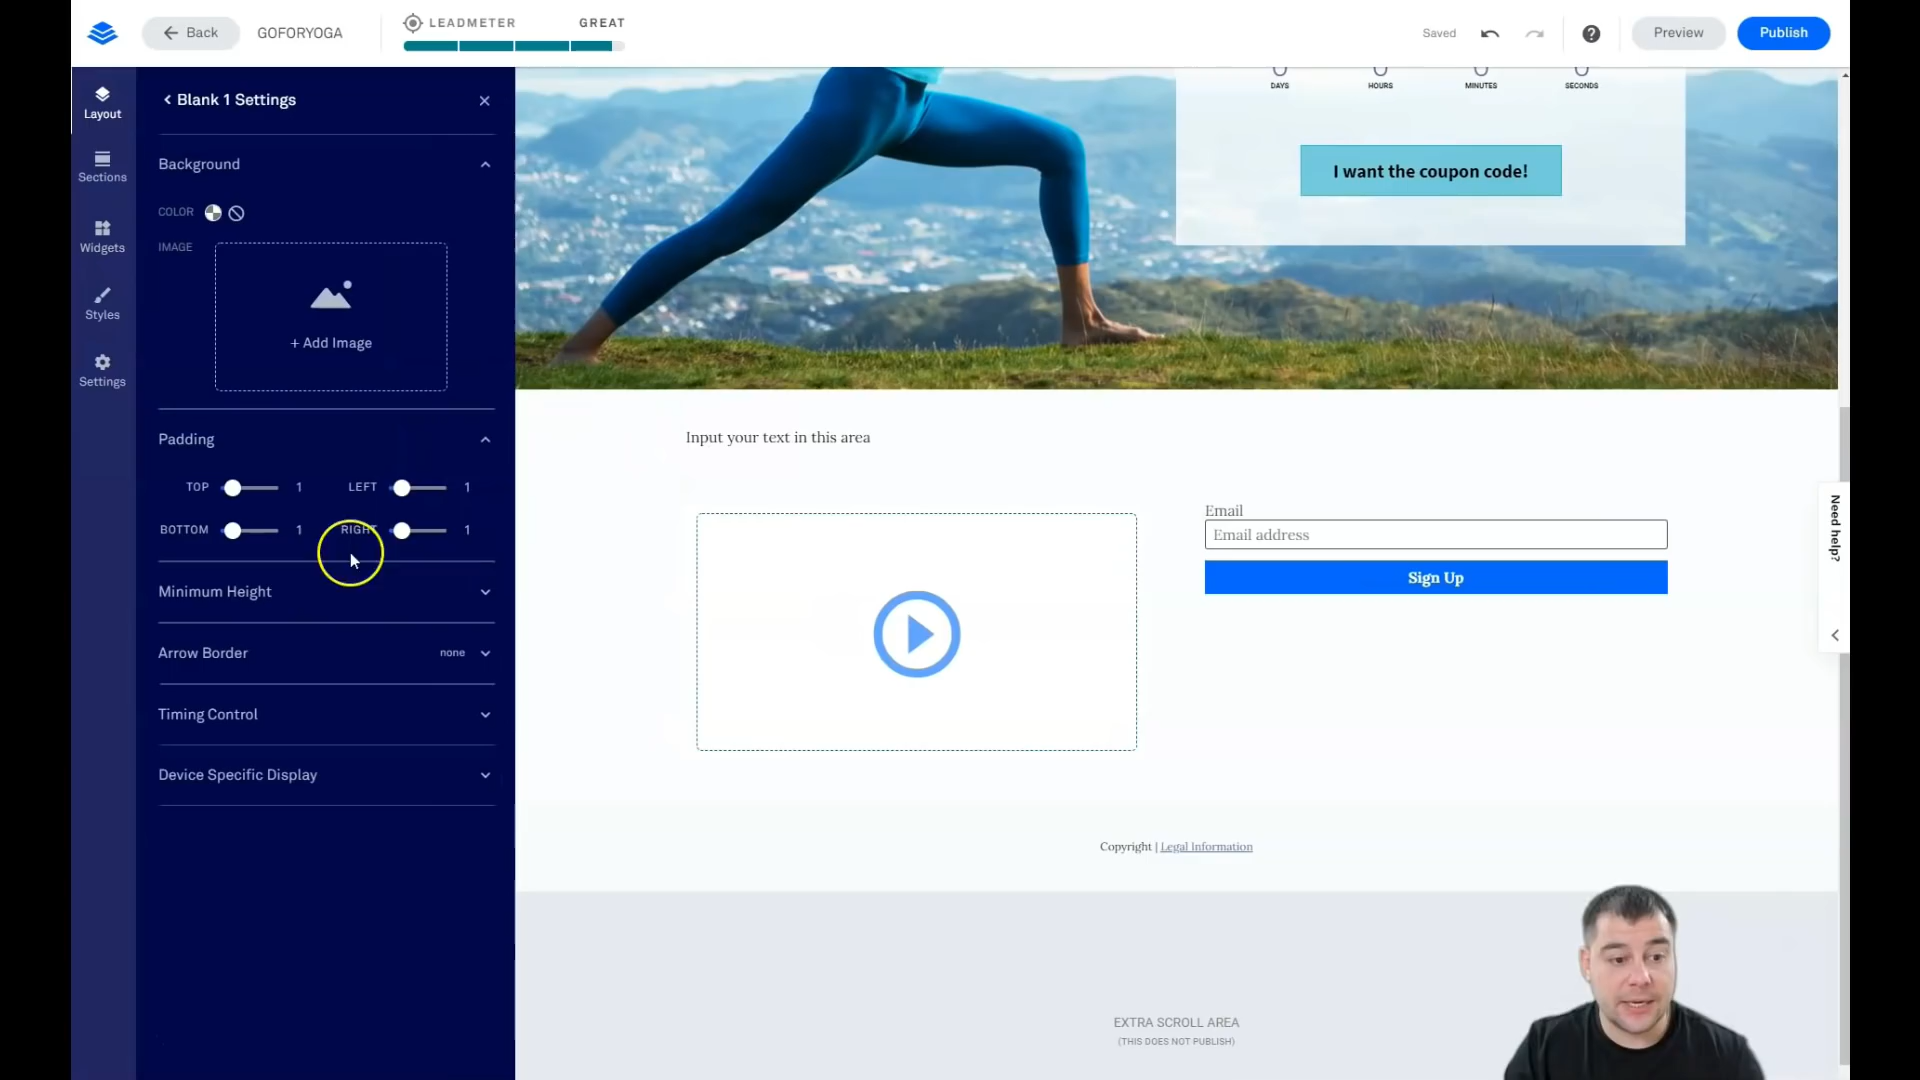 Back
GOFORYOGA
LEADMETER
GREAT
Saved
Preview
Publish
Layout
Sections
Widgets
Styles
Settings
Blank 1 Settings
Background
COLOR
IMAGE
+ Add Image
Padding
TOP 1 LEFT 1
BOTTOM 1 RIGHT 1
Minimum Height
Arrow Border none
Timing Control
Device Specific Display
DAYS HOURS MINUTES SECONDS
I want the coupon code!
Input your text in this area
Email
Email address
Sign Up
Need help?
Copyright | Legal Information
EXTRA SCROLL AREA
(THIS DOES NOT PUBLISH)